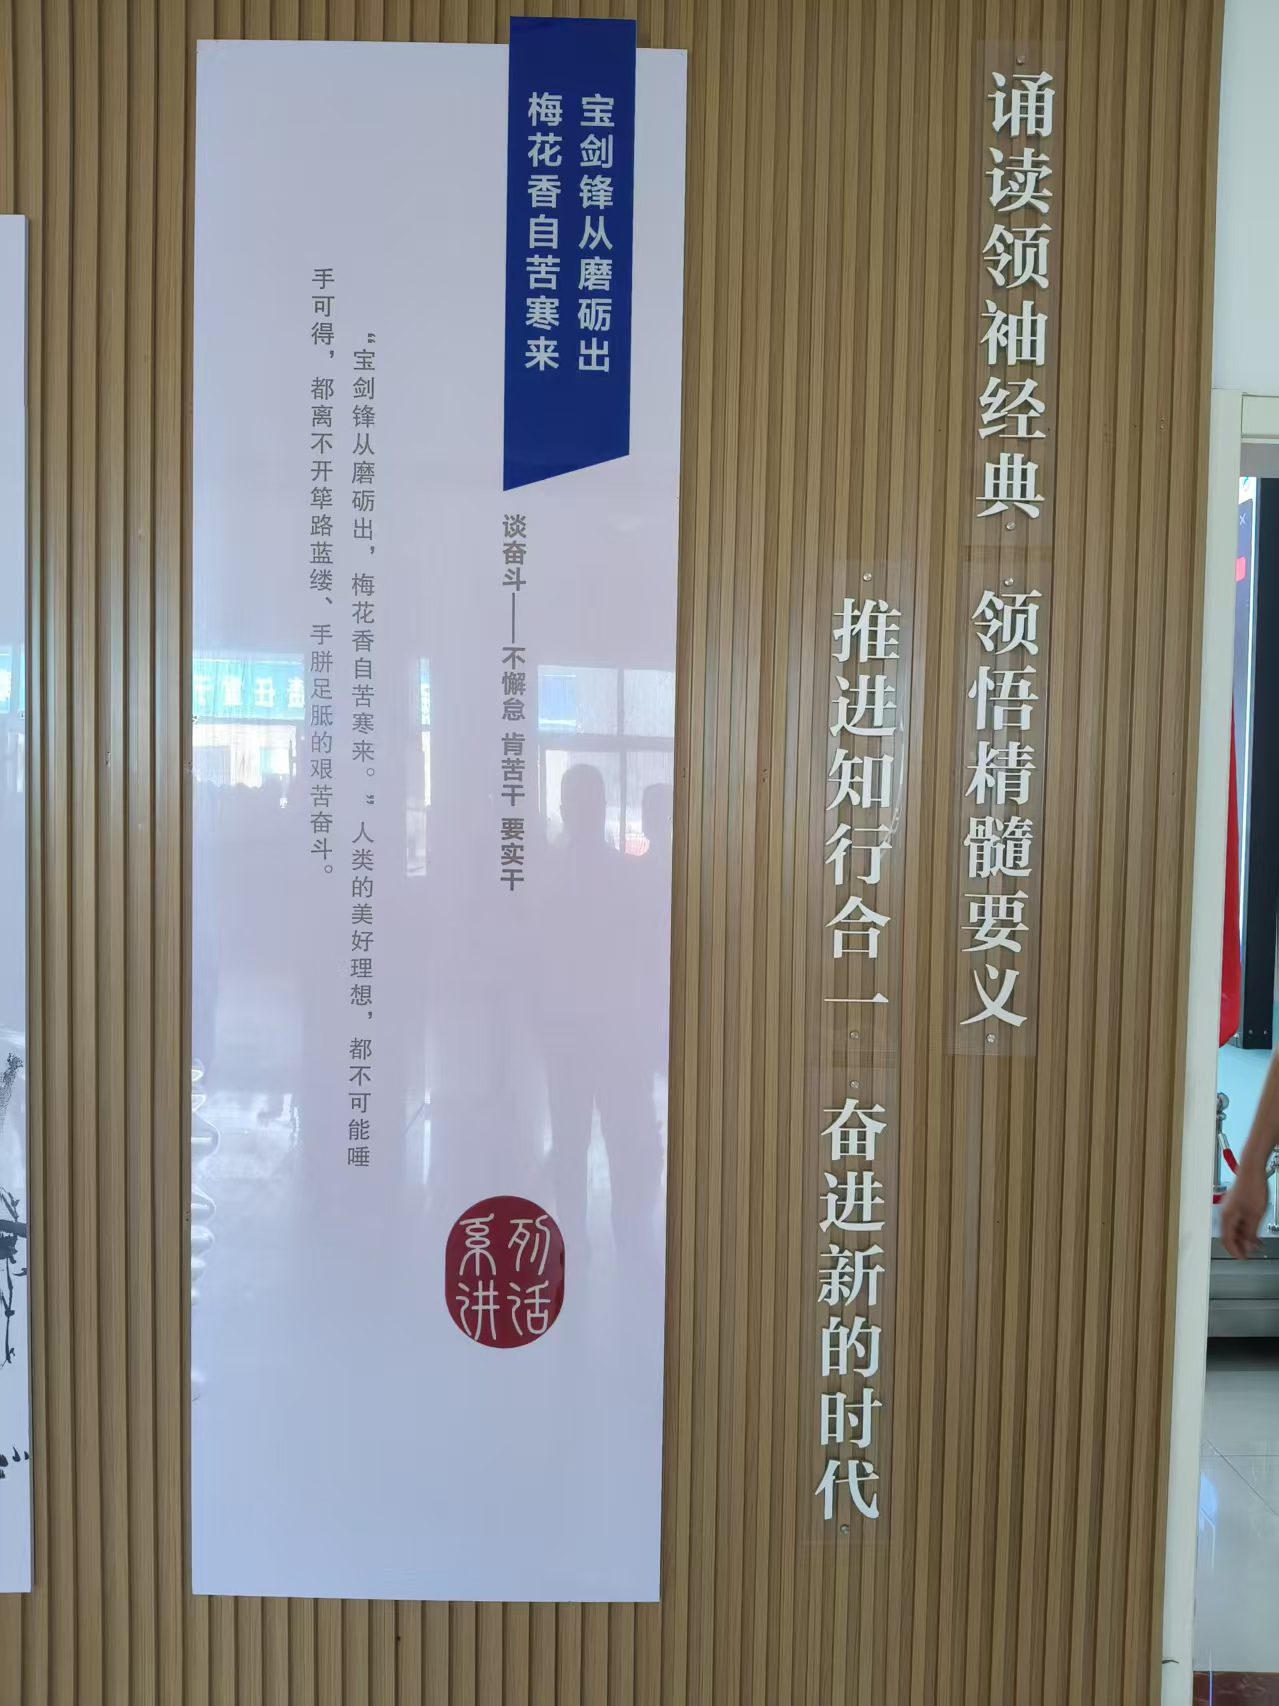 诵读领袖经典 领悟精髓要义
推进知行合一 奋进新的时代
宝剑锋从磨砺出
梅花香自苦寒来
谈奋斗——不懈怠 肯苦干 要实干
“宝剑锋从磨砺出，梅花香自苦寒来。”人类的美好理想，都不可能唾
手可得，都离不开筚路蓝缕、手胼足胝的艰苦奋斗。
系列
讲话